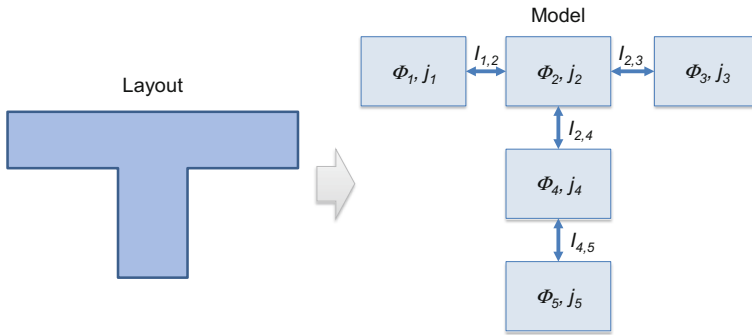 Model
Layout
Φ1, j1
I1,2
Φ2, j2
I2,3
Φ3, j3
I2,4
Φ4, j4
I4,5
Φ5, j5